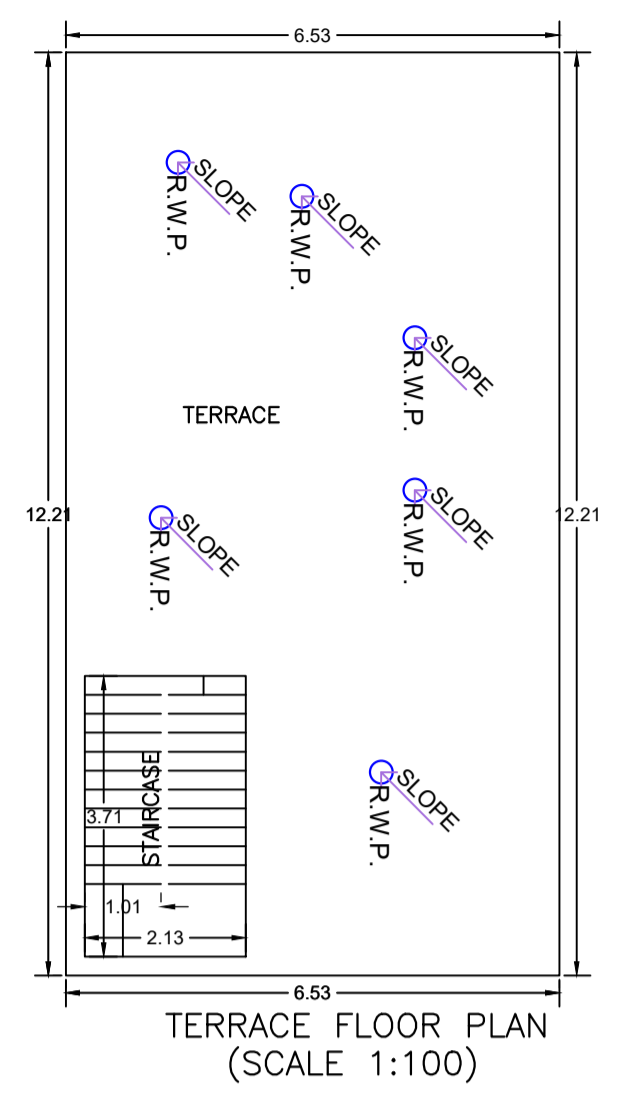 6.53
SLOPE
R.W.P.
SLOPE
R.W.P.
SLOPE
R.W.P.
TERRACE
SLOPE
R.W.P.
12.21
12.21
SLOPE
R.W.P.
STAIRCASE
3.71
SLOPE
R.W.P.
1.01
2.13
6.53
TERRACE FLOOR PLAN
(SCALE 1:100)